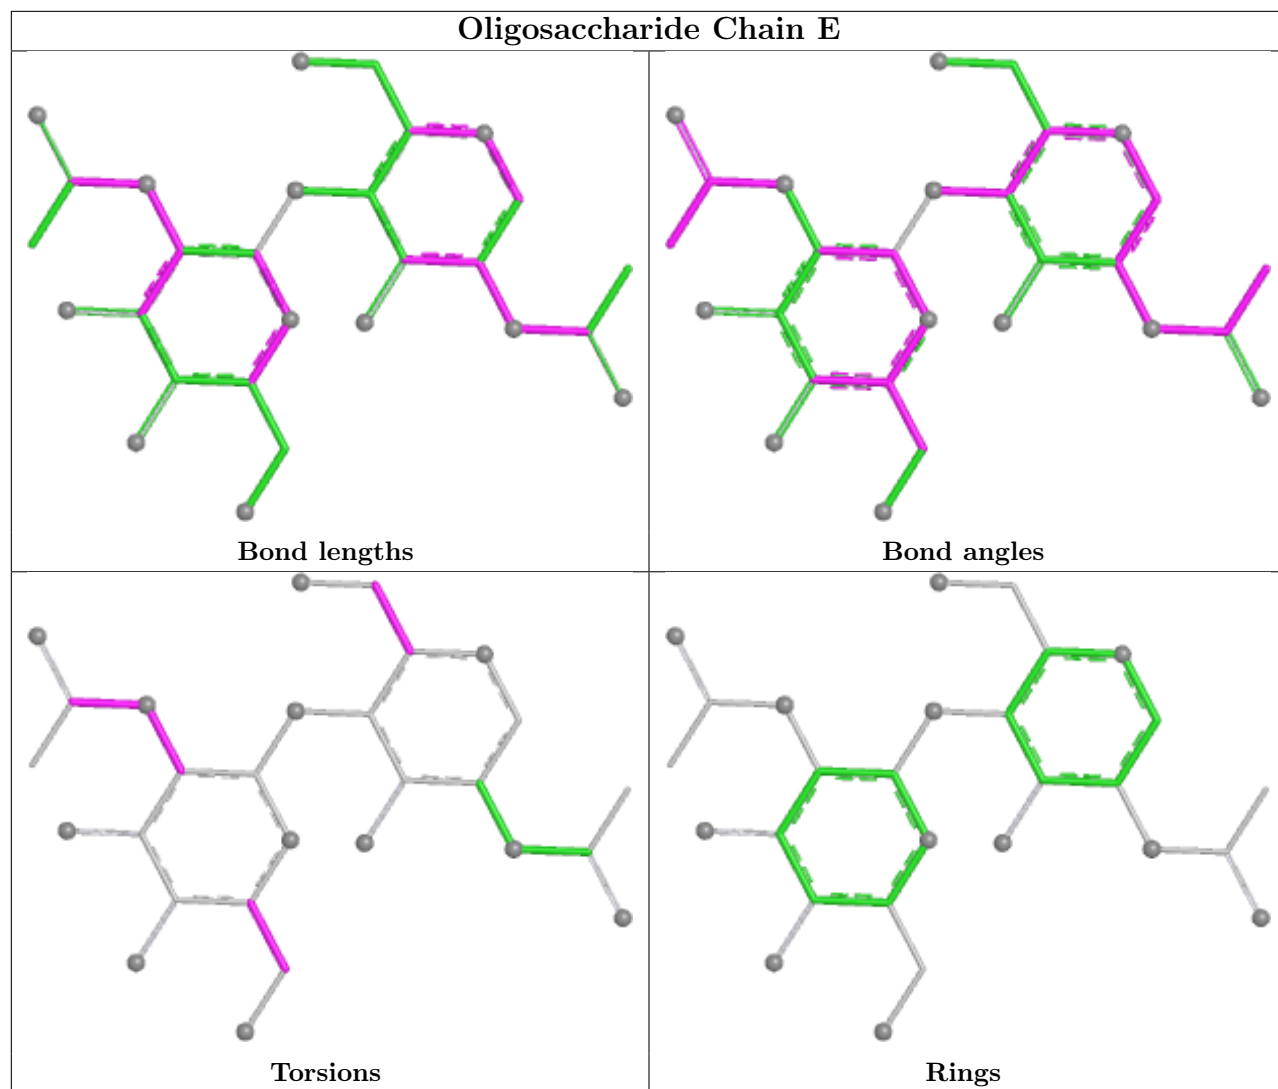 Oligosaccharide Chain E
Bond lengths
Bond angles
Torsions
Rings